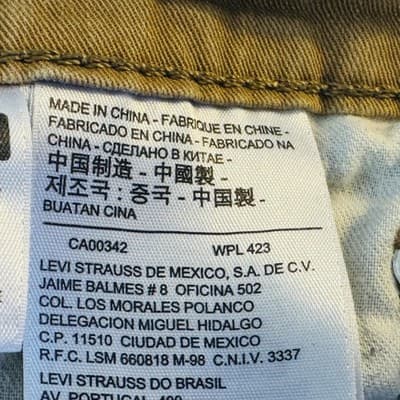 MADE IN CHINA - FABRIQUE EN CHINE -
FABRICADO EN CHINA - FABRICADO NA
CHINA - СДЕЛАНО В КИТАЕ -
中国制造 - 中國製 -
제조국 : 중국 - 中国製 -
BUATAN CINA
CA00342 WPL 423
LEVI STRAUSS DE MEXICO, S.A. DE C.V.
JAIME BALMES # 8 OFICINA 502
COL. LOS MORALES POLANCO
DELEGACION MIGUEL HIDALGO
C.P. 11510 CIUDAD DE MEXICO
R.F.C. LSM 660818 M-98 C.N.I.V. 3337
LEVI STRAUSS DO BRASIL
AV. PORTUGAL